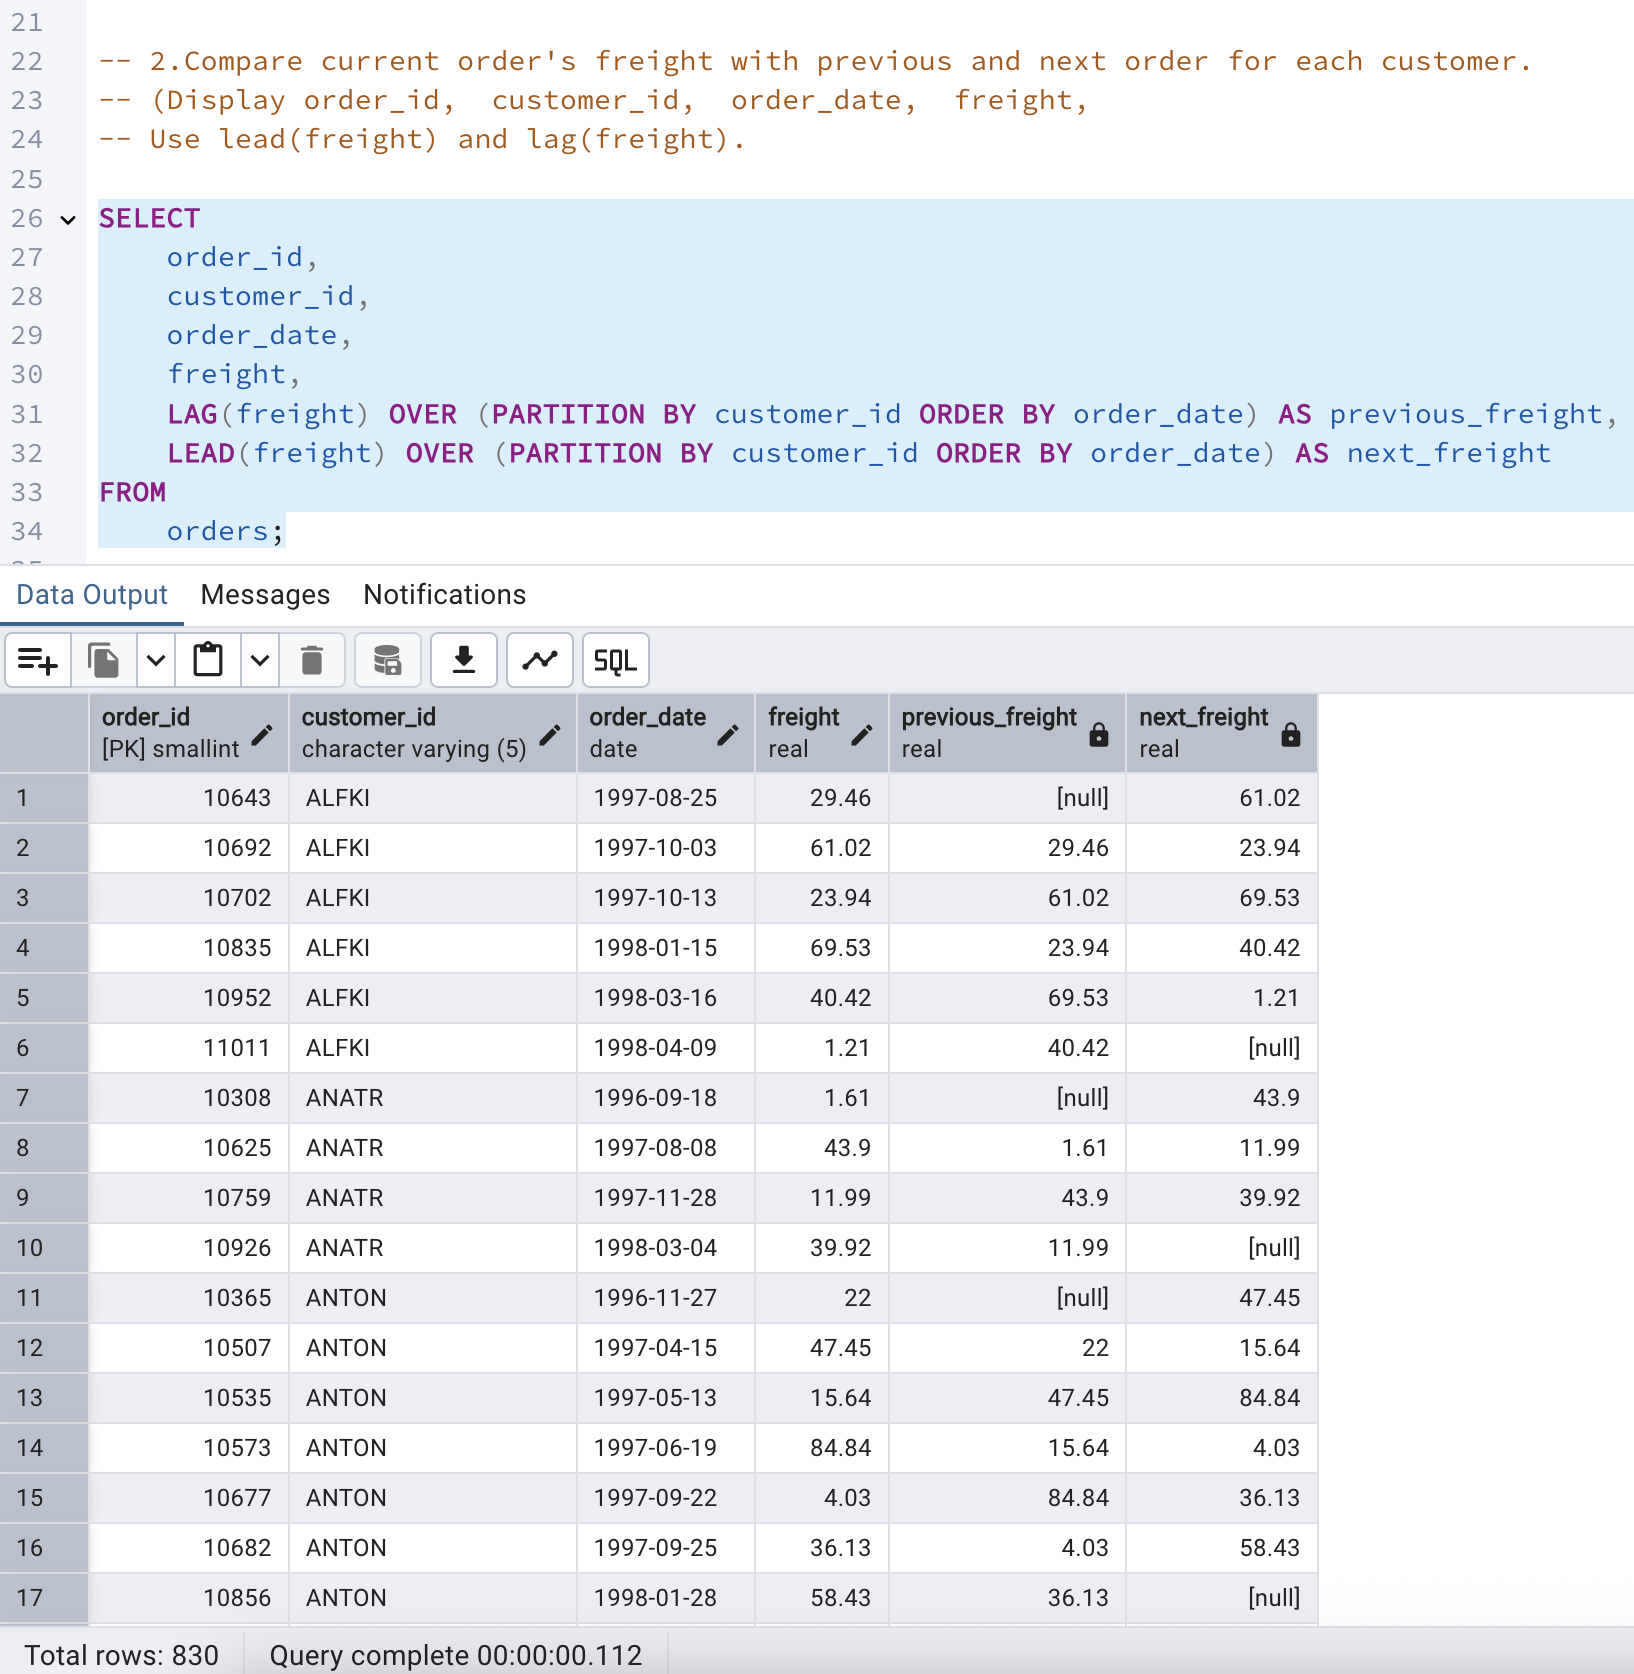 21
22 -- 2.Compare current order's freight with previous and next order for each customer.
23 -- (Display order_id,  customer_id,  order_date,  freight,
24 -- Use lead(freight) and lag(freight).
25
26 SELECT
27     order_id,
28     customer_id,
29     order_date,
30     freight,
31     LAG(freight) OVER (PARTITION BY customer_id ORDER BY order_date) AS previous_freight,
32     LEAD(freight) OVER (PARTITION BY customer_id ORDER BY order_date) AS next_freight
33 FROM
34     orders;
Data Output Messages Notifications
SQL
order_id customer_id order_date freight previous_freight next_freight
[PK] smallint character varying (5) date real real real
1 10643 ALFKI 1997-08-25 29.46 [null] 61.02
2 10692 ALFKI 1997-10-03 61.02 29.46 23.94
3 10702 ALFKI 1997-10-13 23.94 61.02 69.53
4 10835 ALFKI 1998-01-15 69.53 23.94 40.42
5 10952 ALFKI 1998-03-16 40.42 69.53 1.21
6 11011 ALFKI 1998-04-09 1.21 40.42 [null]
7 10308 ANATR 1996-09-18 1.61 [null] 43.9
8 10625 ANATR 1997-08-08 43.9 1.61 11.99
9 10759 ANATR 1997-11-28 11.99 43.9 39.92
10 10926 ANATR 1998-03-04 39.92 11.99 [null]
11 10365 ANTON 1996-11-27 22 [null] 47.45
12 10507 ANTON 1997-04-15 47.45 22 15.64
13 10535 ANTON 1997-05-13 15.64 47.45 84.84
14 10573 ANTON 1997-06-19 84.84 15.64 4.03
15 10677 ANTON 1997-09-22 4.03 84.84 36.13
16 10682 ANTON 1997-09-25 36.13 4.03 58.43
17 10856 ANTON 1998-01-28 58.43 36.13 [null]
Total rows: 830 Query complete 00:00:00.112